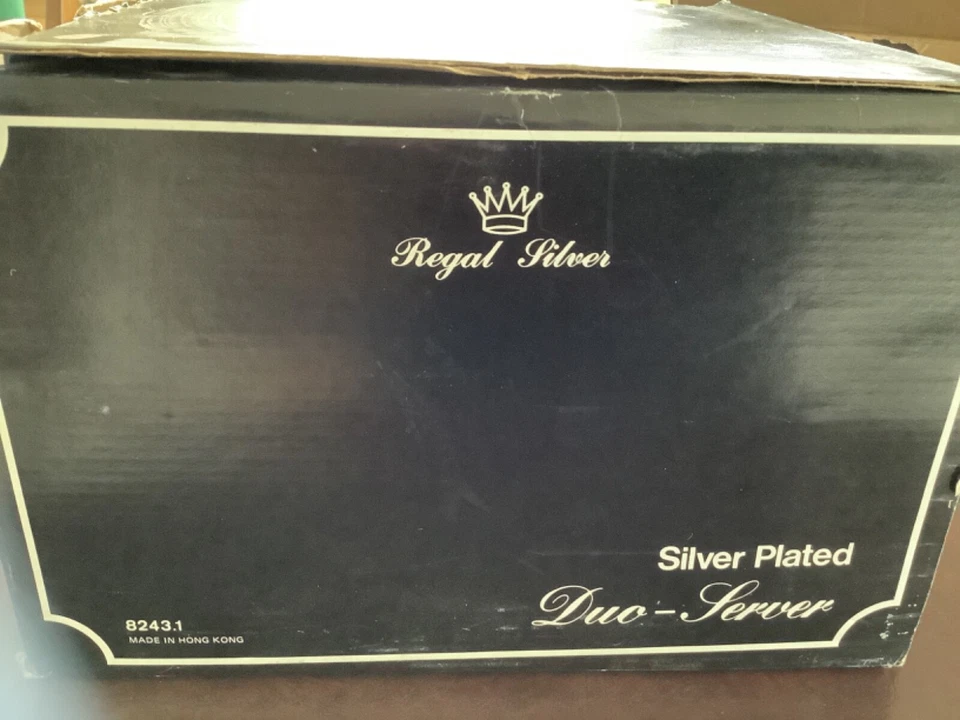 Regal Silver
Silver Plated
Duo-Server
8243.1
MADE IN HONG KONG